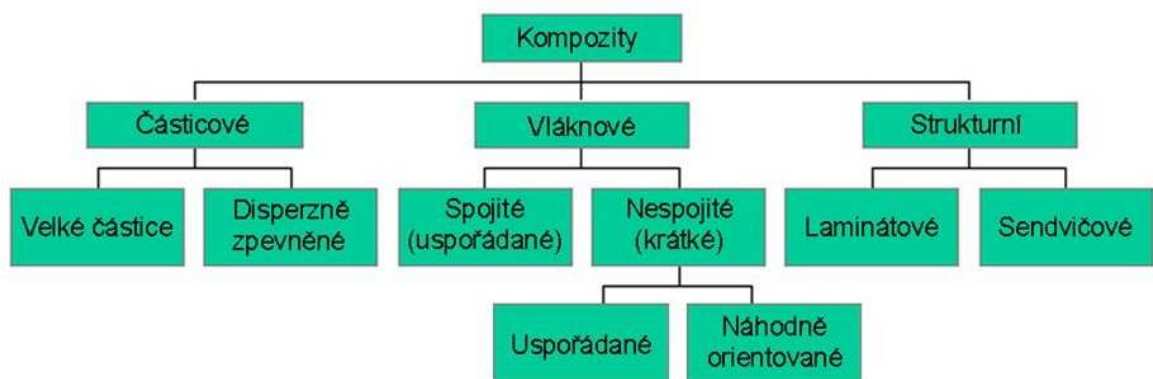 Kompozity
Částicové
Vláknové
Strukturní
Velké částice
Disperzně
zpevněné
Spojité
(uspořádané)
Nespojité
(krátké)
Laminátové
Sendvičové
Uspořádané
Náhodně
orientované